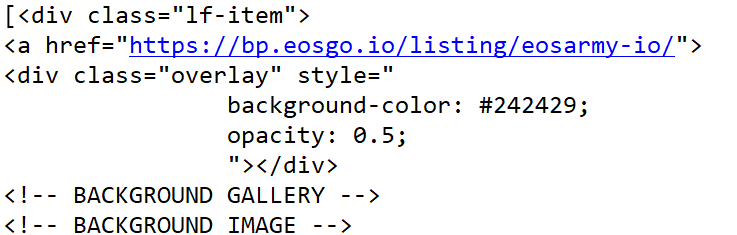 [<div class="lf-item">
<a href="https://bp.eosgo.io/listing/eosarmy-io/">
<div class="overlay" style="
                background-color: #242429;
                opacity: 0.5;
                "></div>
<!-- BACKGROUND GALLERY -->
<!-- BACKGROUND IMAGE -->